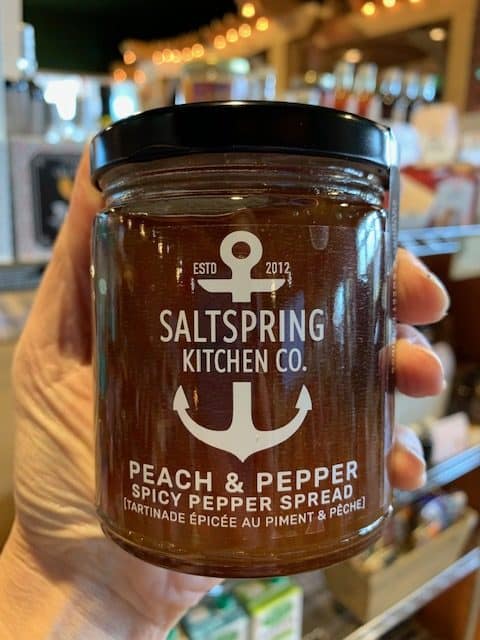 ESTD 2012
SALTSPRING
KITCHEN CO.
PEACH & PEPPER
SPICY PEPPER SPREAD
[TARTINADE ÉPICÉE AU PIMENT & PÊCHE]